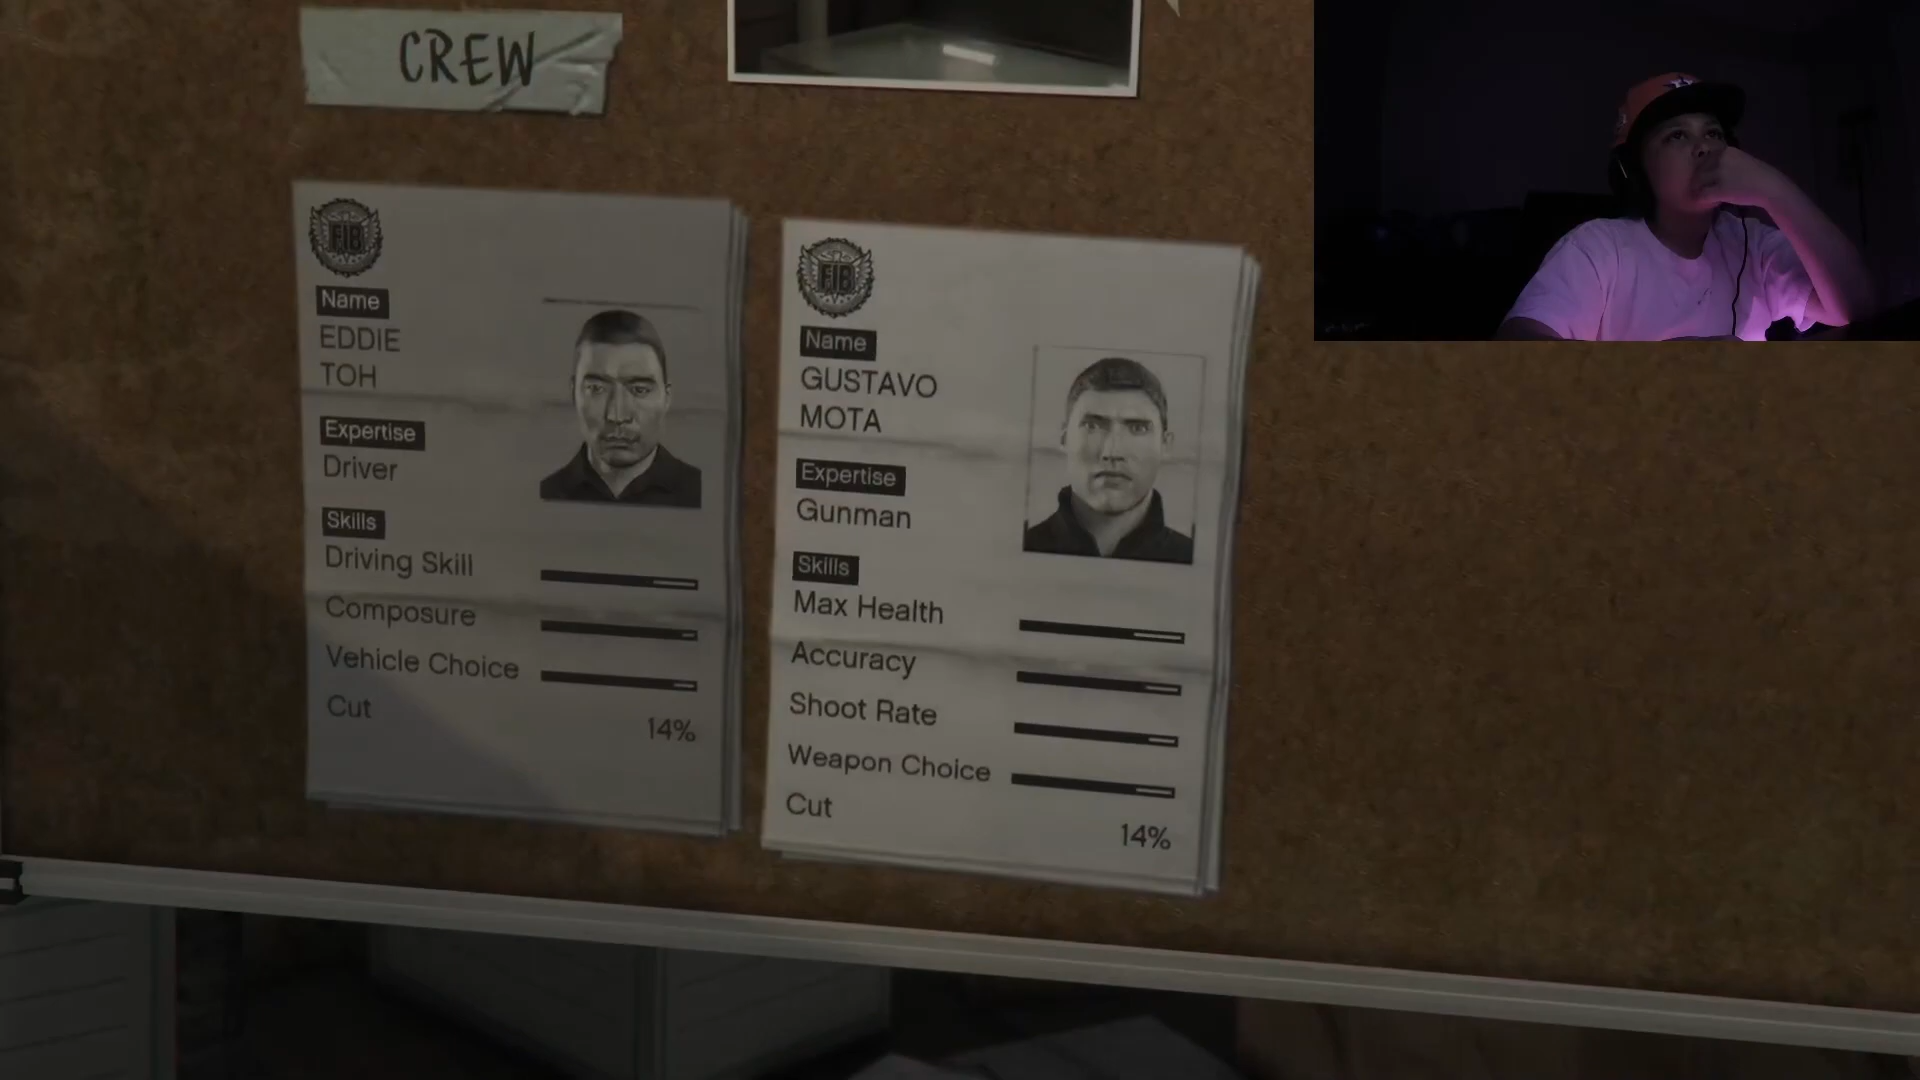 CREW
FIB
Name
EDDIE
TOH
Expertise
Driver
Skills
Driving Skill
Composure
Vehicle Choice
Cut
14%
FIB
Name
GUSTAVO
MOTA
Expertise
Gunman
Skills
Max Health
Accuracy
Shoot Rate
Weapon Choice
Cut
14%